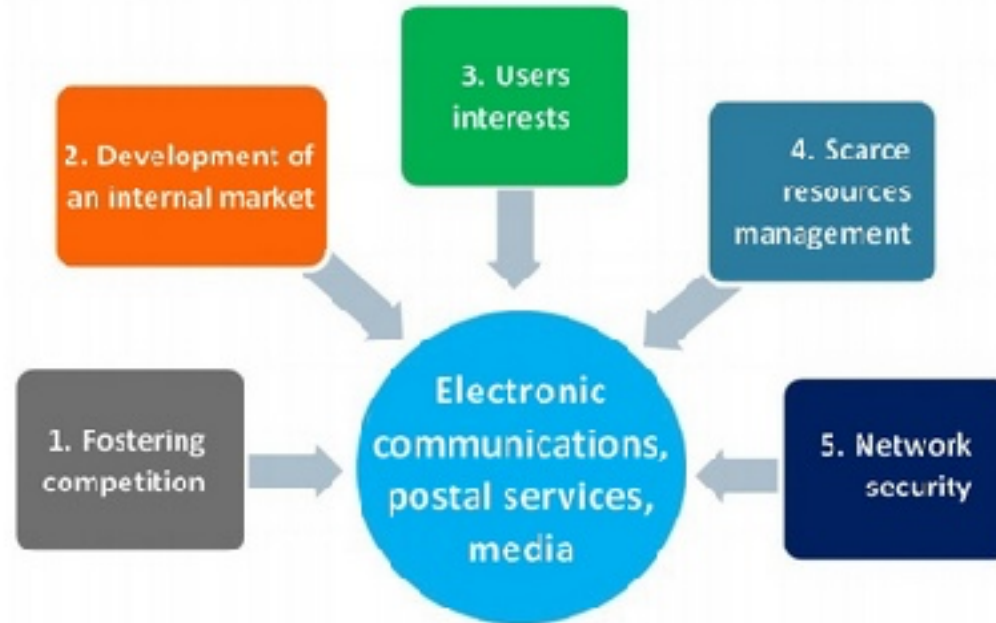 1. Fostering
competition
2. Development of
an internal market
3. Users
interests
4. Scarce
resources
management
5. Network
security
Electronic
communications,
postal services,
media